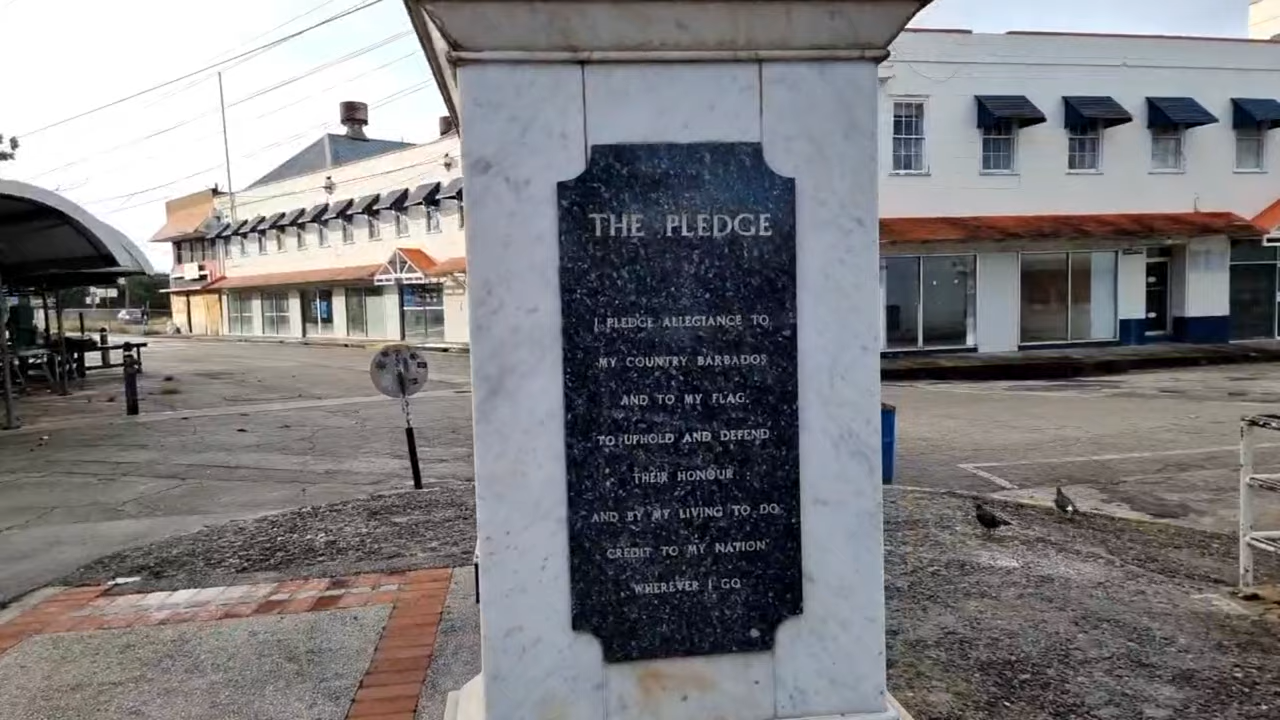 THE PLEDGE
I PLEDGE ALLEGIANCE TO
MY COUNTRY BARBADOS
AND TO MY FLAG,
TO UPHOLD AND DEFEND
THEIR HONOUR
AND BY MY LIVING TO DO
CREDIT TO MY NATION
WHEREVER I GO